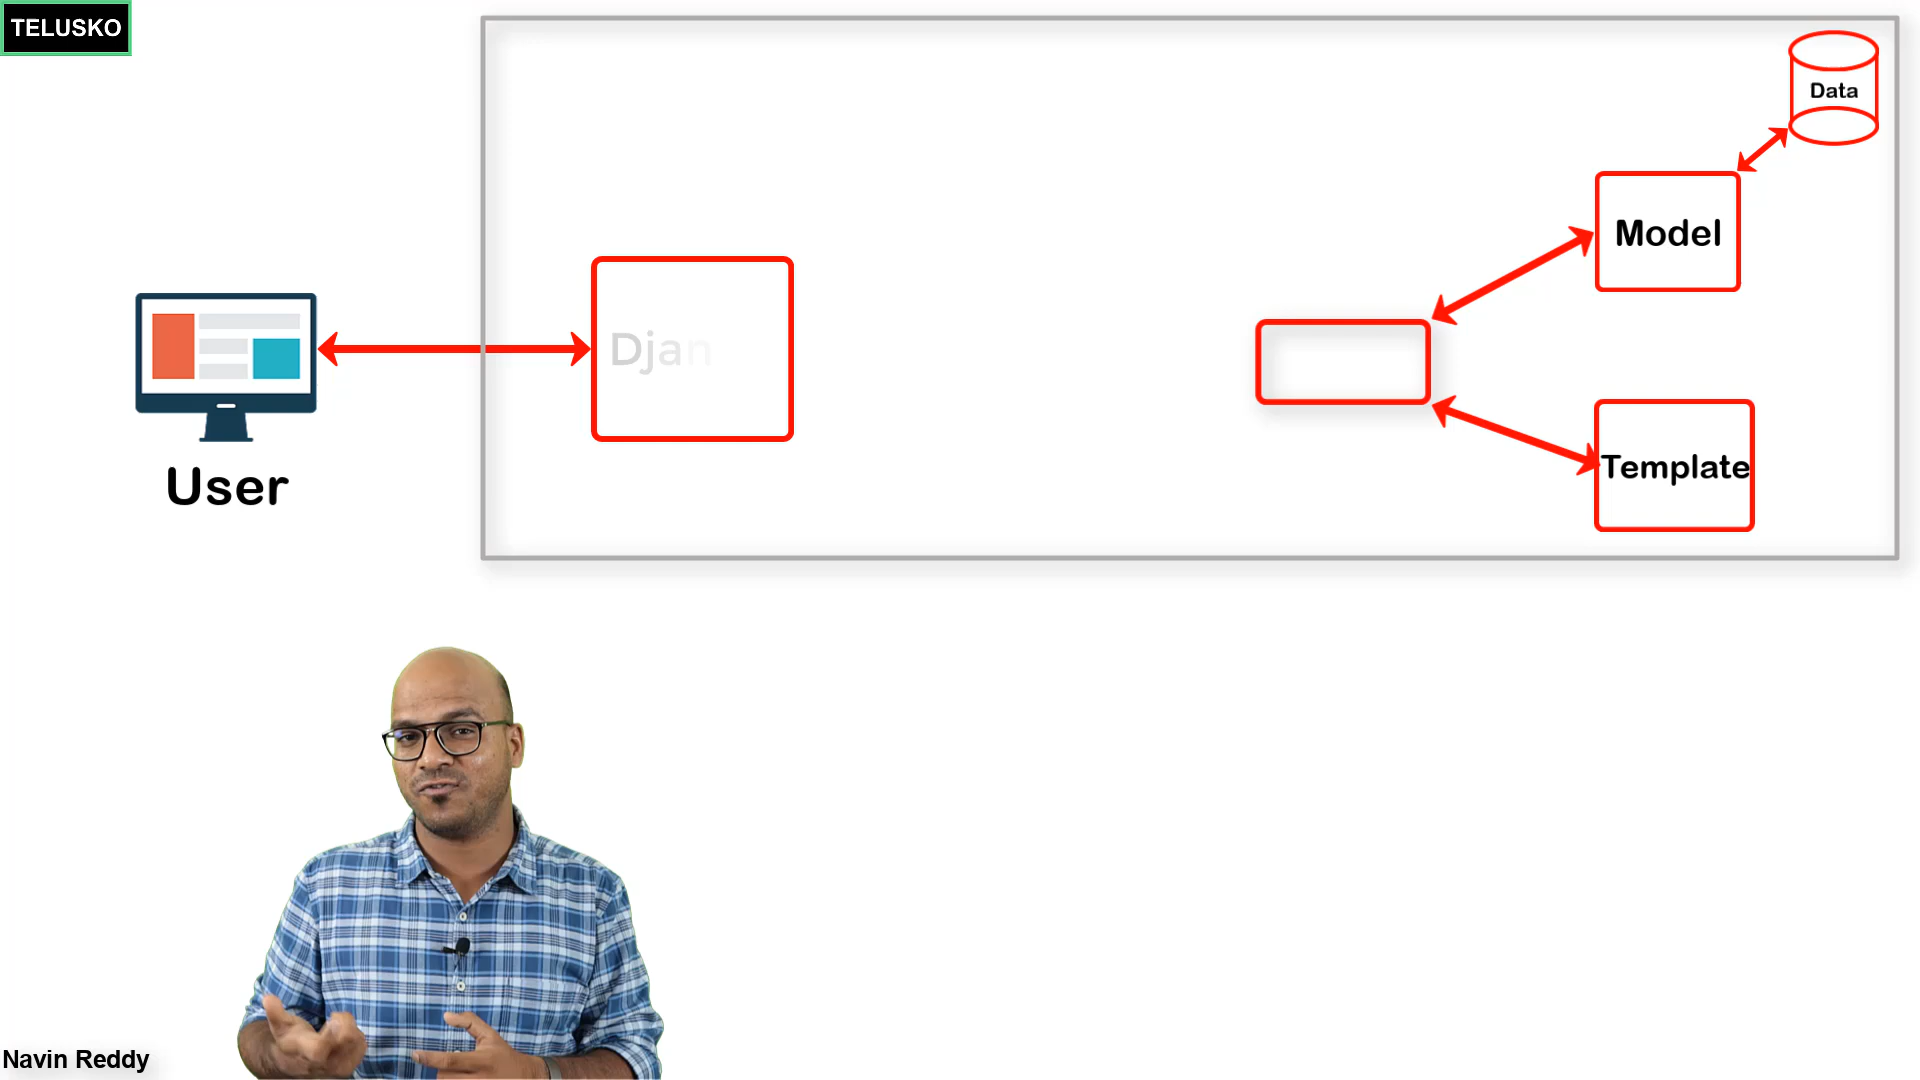 TELUSKO
Data
Model
Djan
Template
User
Navin Reddy